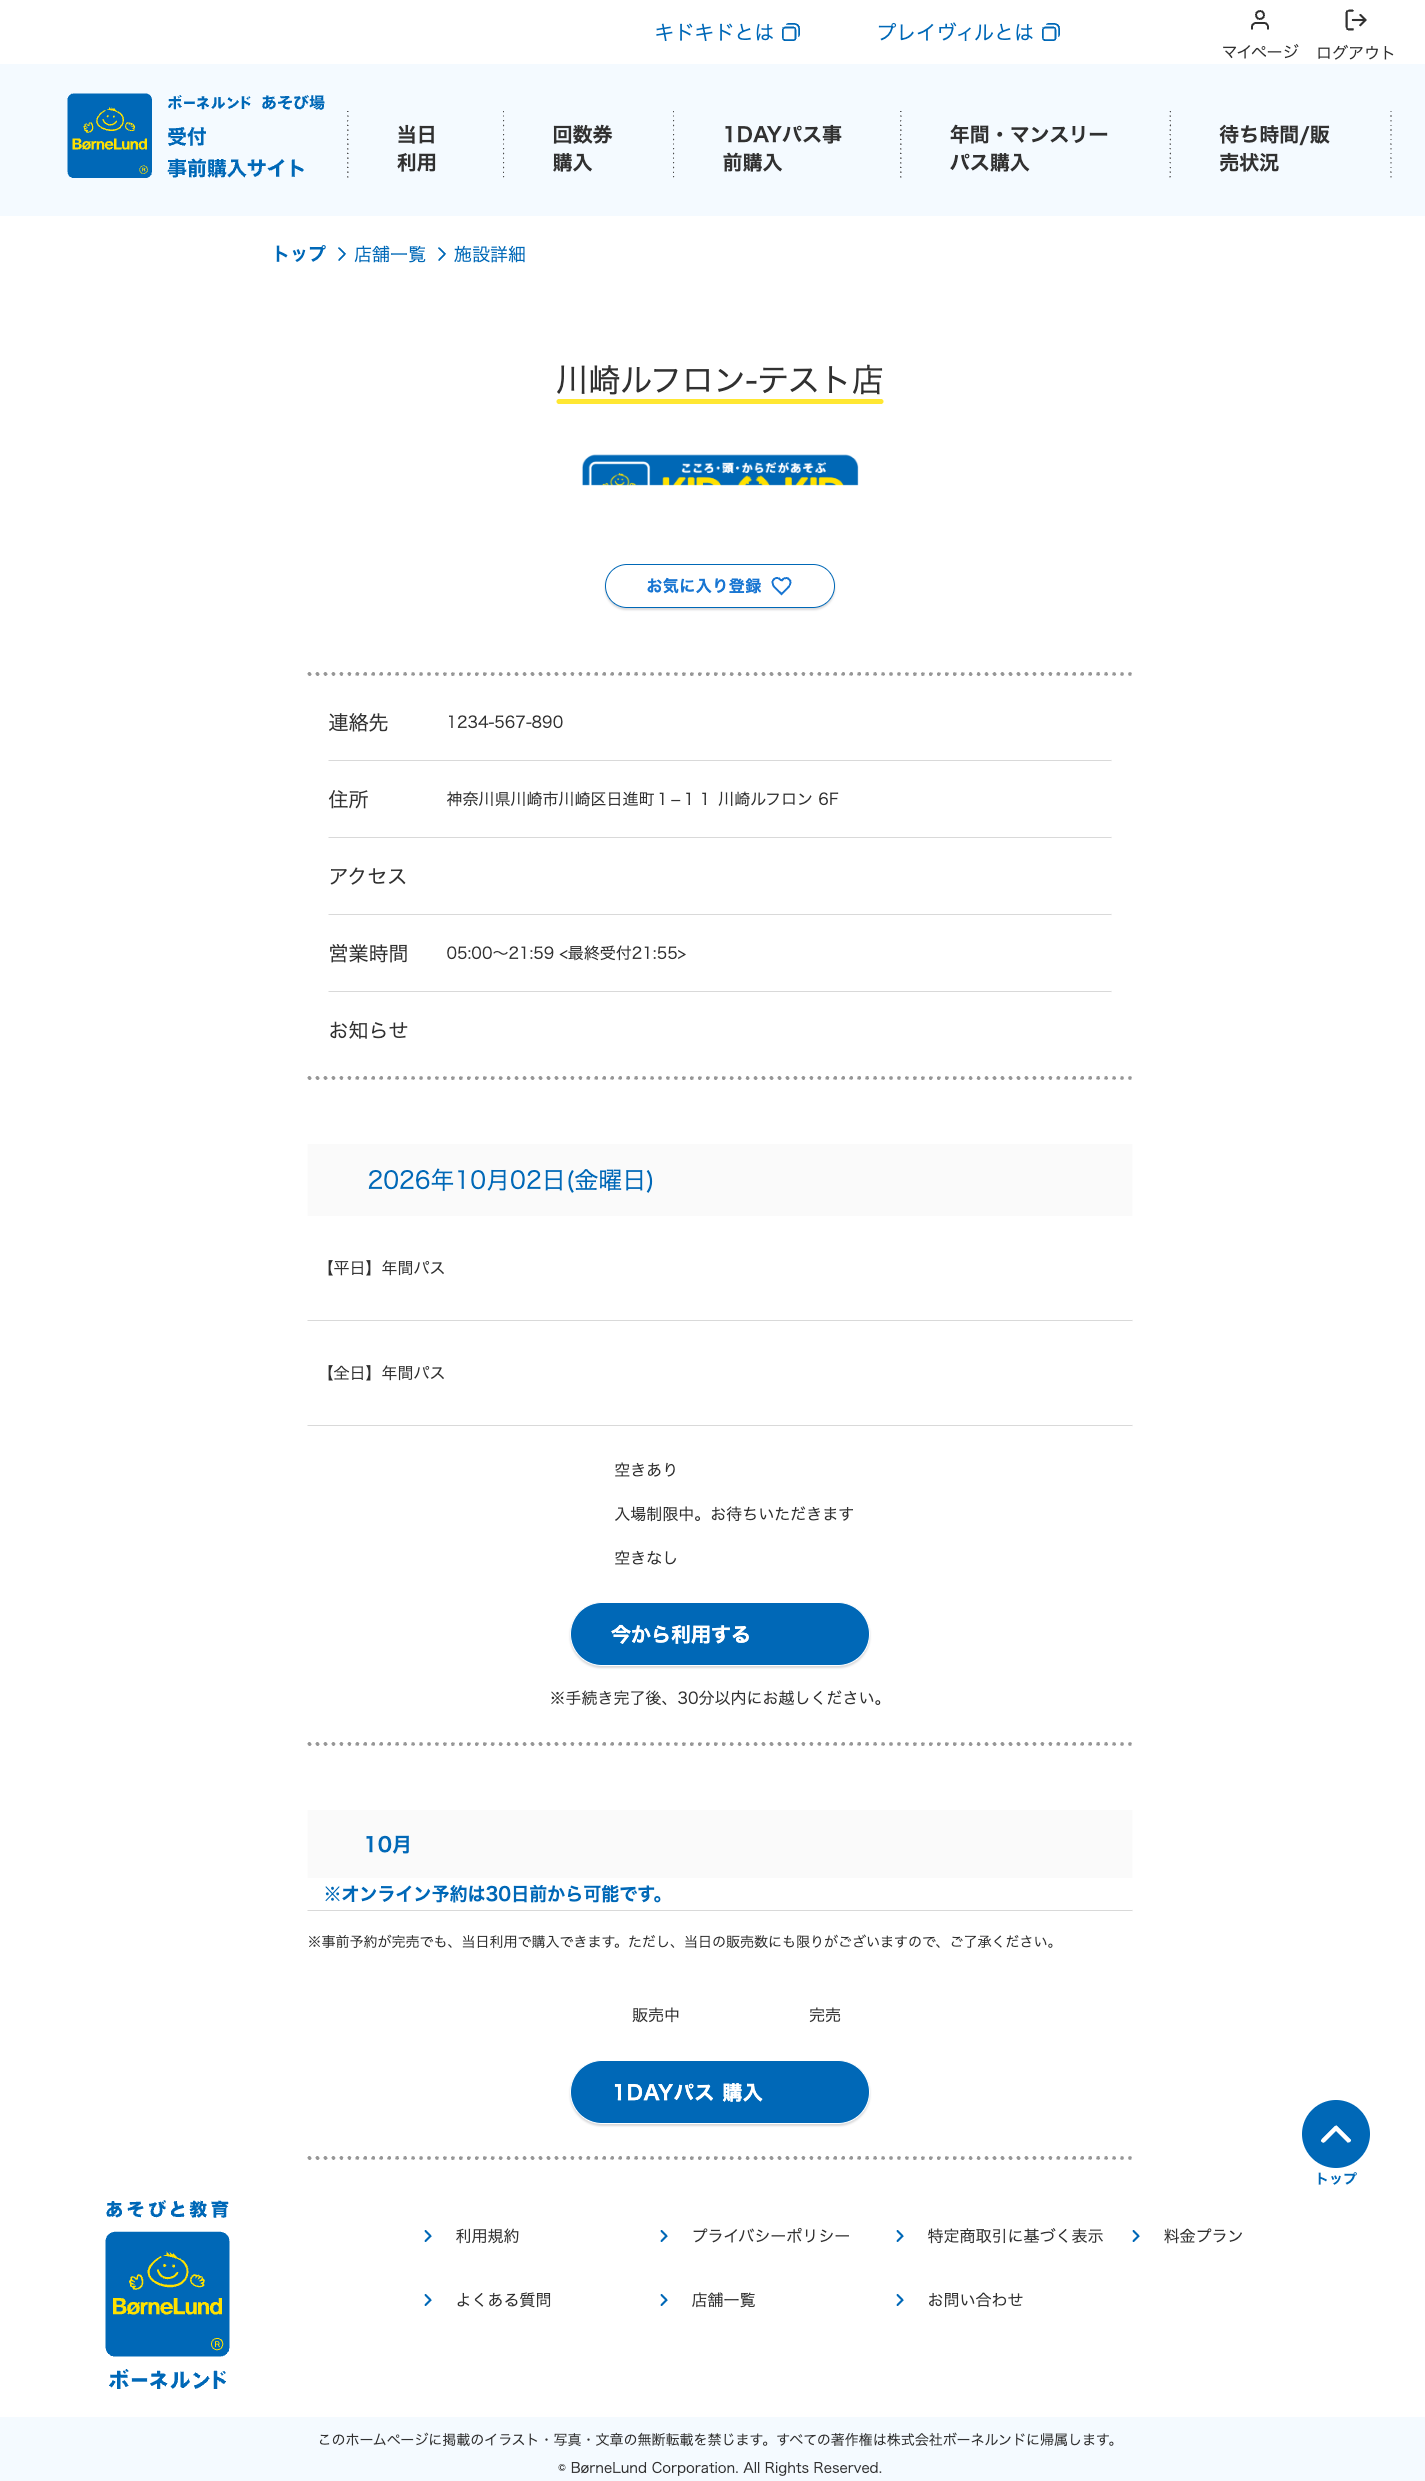 キドキドとは
プレイヴィルとは
マイページ
ログアウト
BørneLund
ボーネルンド あそび場
受付
事前購入サイト
当日
利用
回数券
購入
1DAYパス事
前購入
年間・マンスリー
パス購入
待ち時間/販
売状況
トップ
店舗一覧
施設詳細
川崎ルフロン-テスト店
こころ・頭・からだがあそぶ
お気に入り登録
連絡先 1234-567-890
住所 神奈川県川崎市川崎区日進町１−１１ 川崎ルフロン 6F
アクセス
営業時間 05:00〜21:59 <最終受付21:55>
お知らせ
2026年10月02日(金曜日)
【平日】年間パス
【全日】年間パス
空きあり
入場制限中。お待ちいただきます
空きなし
今から利用する
※手続き完了後、30分以内にお越しください。
10月
※オンライン予約は30日前から可能です。
※事前予約が完売でも、当日利用で購入できます。ただし、当日の販売数にも限りがございますので、ご了承ください。
販売中
完売
1DAYパス 購入
トップ
あそびと教育
BørneLund
®
ボーネルンド
利用規約
プライバシーポリシー
特定商取引に基づく表示
料金プラン
よくある質問
店舗一覧
お問い合わせ
このホームページに掲載のイラスト・写真・文章の無断転載を禁じます。すべての著作権は株式会社ボーネルンドに帰属します。
© BørneLund Corporation. All Rights Reserved.